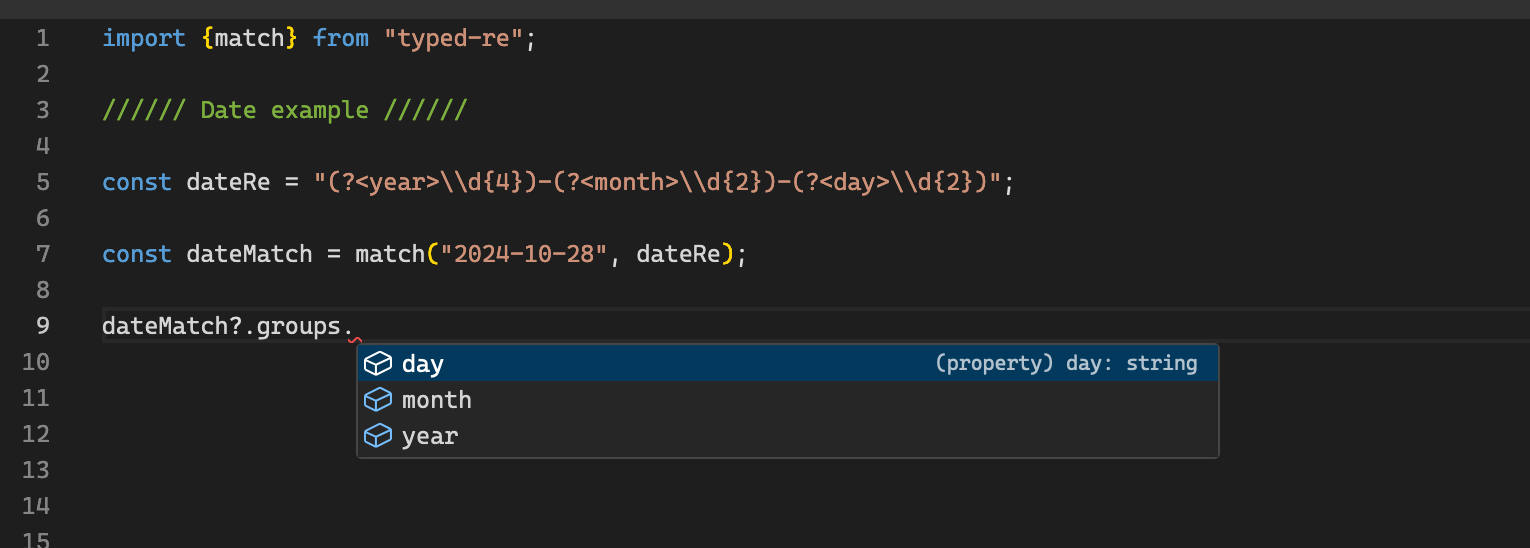 1 import {match} from "typed-re";
2
3 ////// Date example //////
4
5 const dateRe = "(?<year>\\d{4})-(?<month>\\d{2})-(?<day>\\d{2})";
6
7 const dateMatch = match("2024-10-28", dateRe);
8
9 dateMatch?.groups.
10 day (property) day: string
11 month
12 year
13
14
15